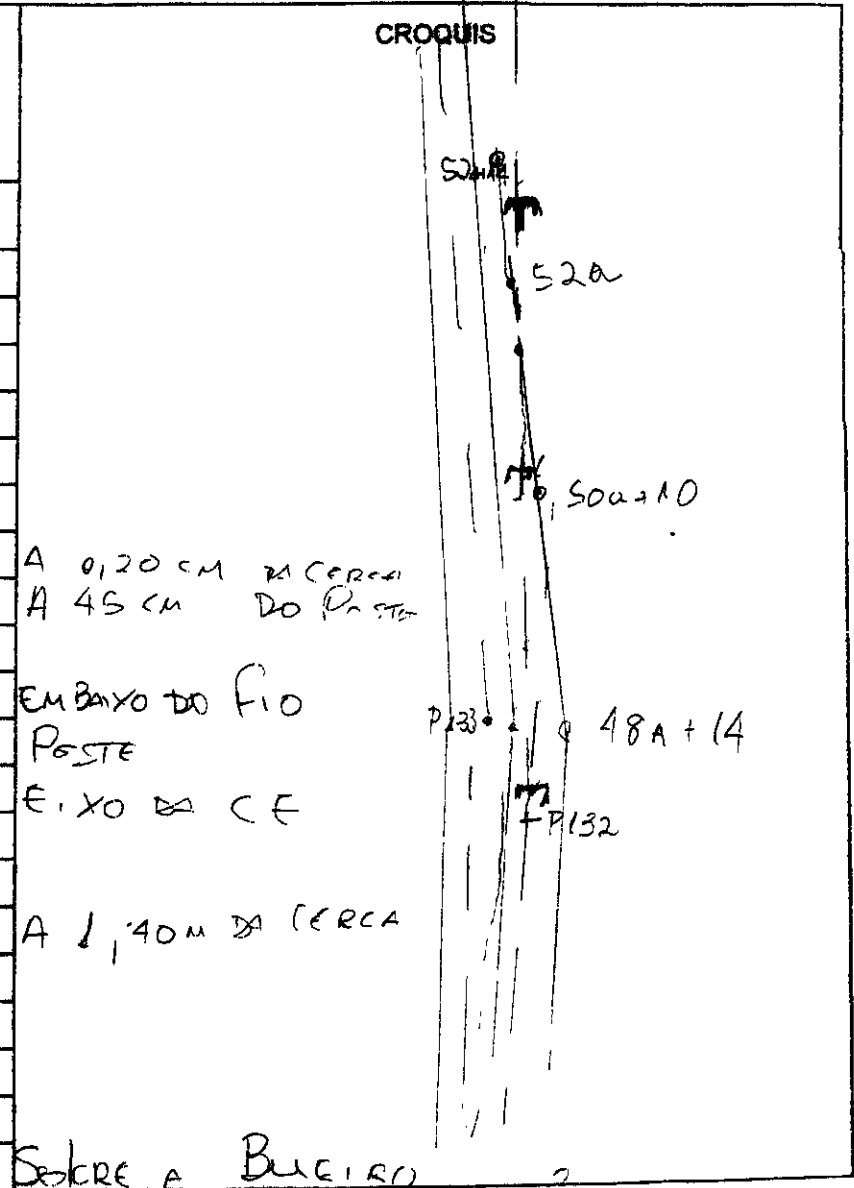 CROQUIS
52a
50a+10
A 0,20 CM DA CERCA
A 45 CM DO POSTE
EMBAIXO DO FIO
POSTE
P133
48A + 14
EIXO DA CE
P132
A 1,40M DA CERCA
SOBRE A BUEIRO